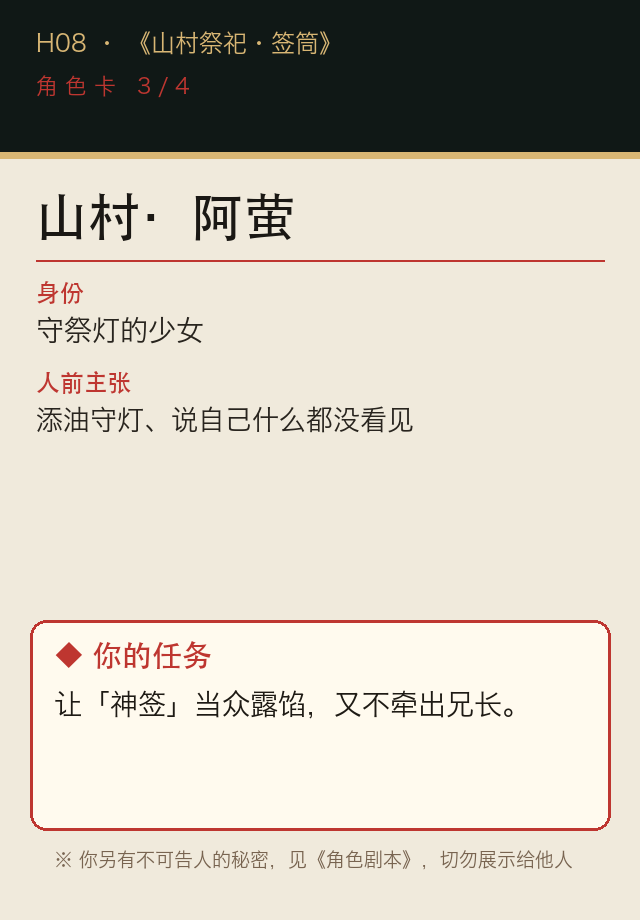 H08 · 《山村祭祀·签筒》
角色卡 3/4
山村· 阿萤
身份
守祭灯的少女
人前主张
添油守灯、说自己什么都没看见
◆ 你的任务
让「神签」当众露馅，又不牵出兄长。
※ 你另有不可告人的秘密，见《角色剧本》，切勿展示给他人